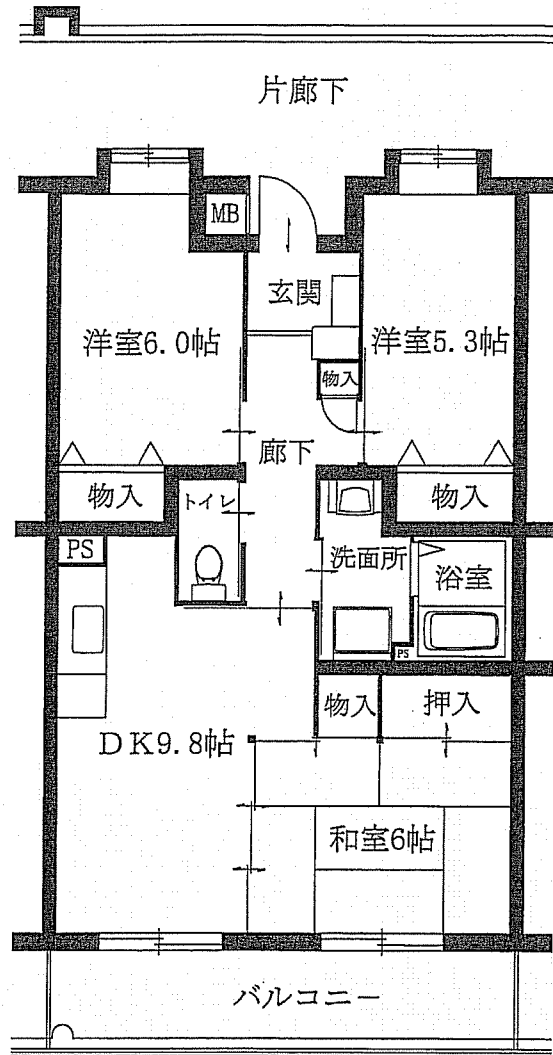 片廊下
MB
玄関
洋室6.0帖
洋室5.3帖
物入
廊下
物入
トイレ
物入
PS
洗面所
浴室
PS
物入
押入
DK9.8帖
和室6帖
バルコニー